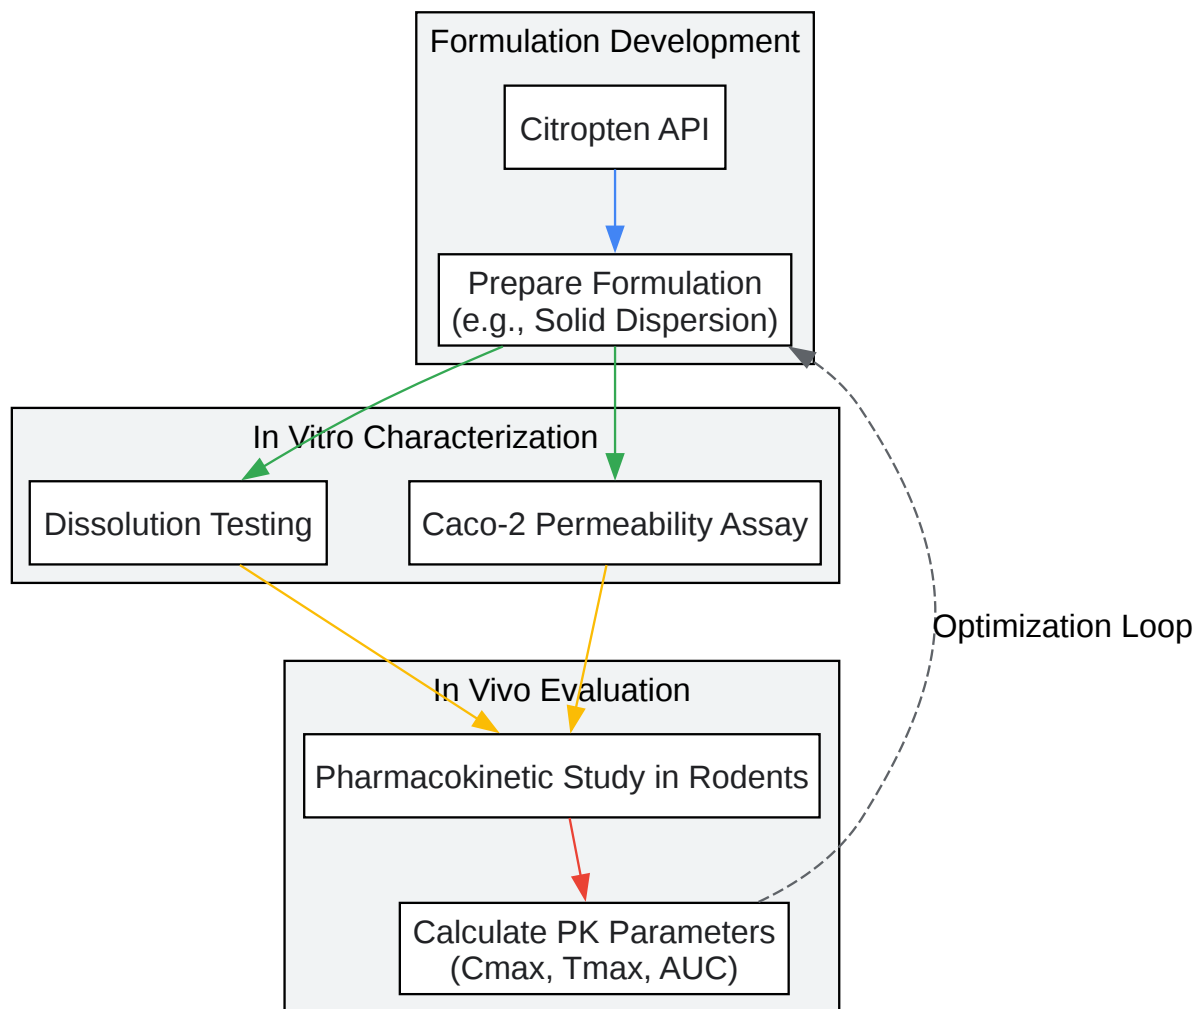 Formulation Development
Citropten API
Prepare Formulation
(e.g., Solid Dispersion)
In Vitro Characterization
Dissolution Testing
Caco-2 Permeability Assay
Optimization Loop
In Vivo Evaluation
Pharmacokinetic Study in Rodents
Calculate PK Parameters
(Cmax, Tmax, AUC)